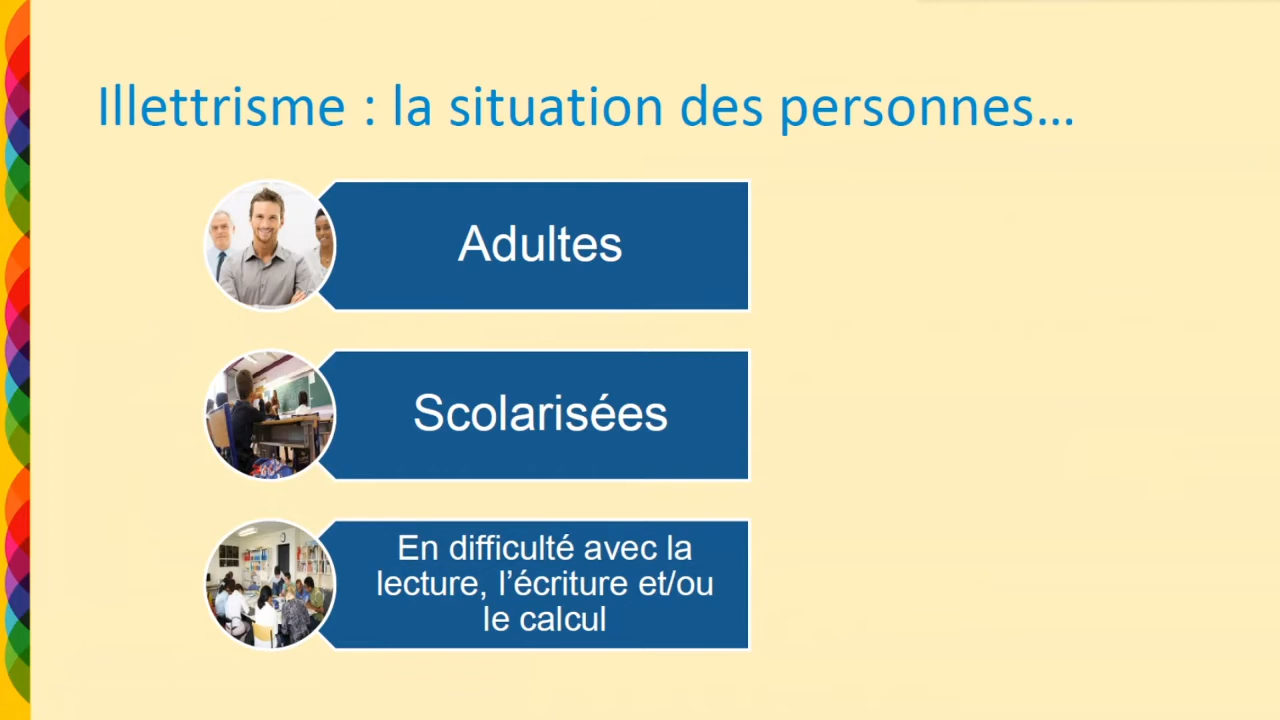 Illettrisme : la situation des personnes…
Adultes
Scolarisées
En difficulté avec la
lecture, l’écriture et/ou
le calcul